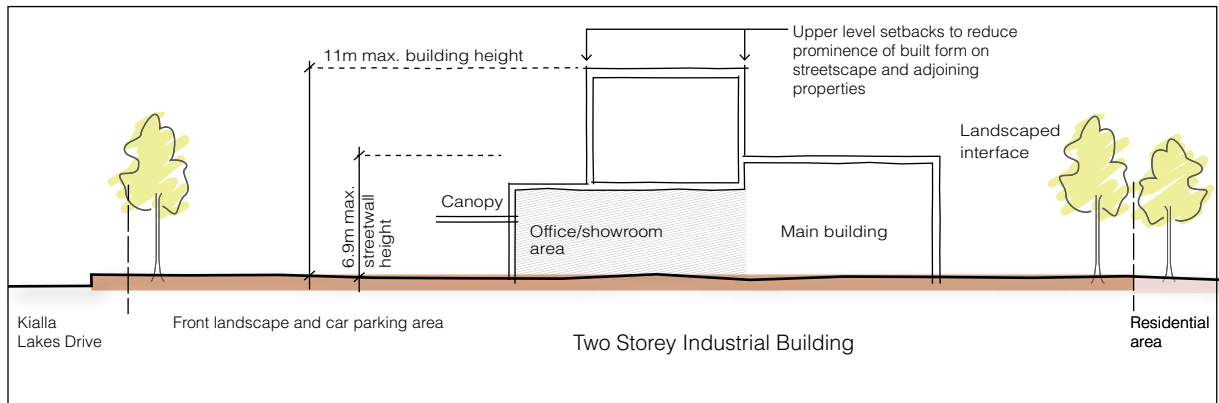 11m max. building height
Upper level setbacks to reduce
prominence of built form on
streetscape and adjoining
properties
Landscaped
interface
6.9m max.
streetwall
height
Canopy
Office/showroom
area
Main building
Kialla
Lakes Drive
Front landscape and car parking area
Two Storey Industrial Building
Residential
area